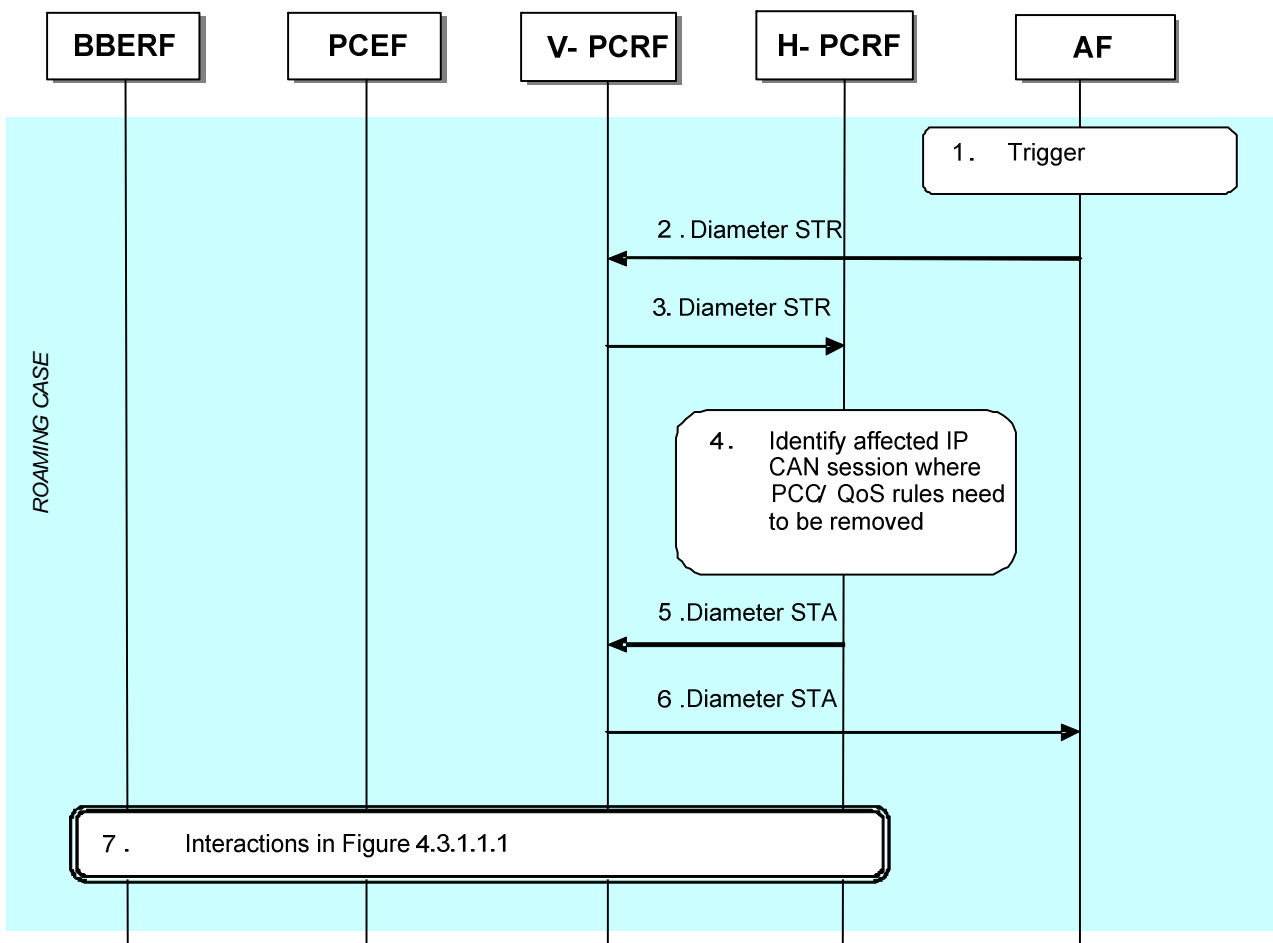 BBERF
PCEF
V- PCRF
H- PCRF
AF
1. Trigger
2 . Diameter STR
3. Diameter STR
ROAMING CASE
4. Identify affected IP
CAN session where
PCC/ QoS rules need
to be removed
5 .Diameter STA
6 .Diameter STA
7 . Interactions in Figure 4.3.1.1.1